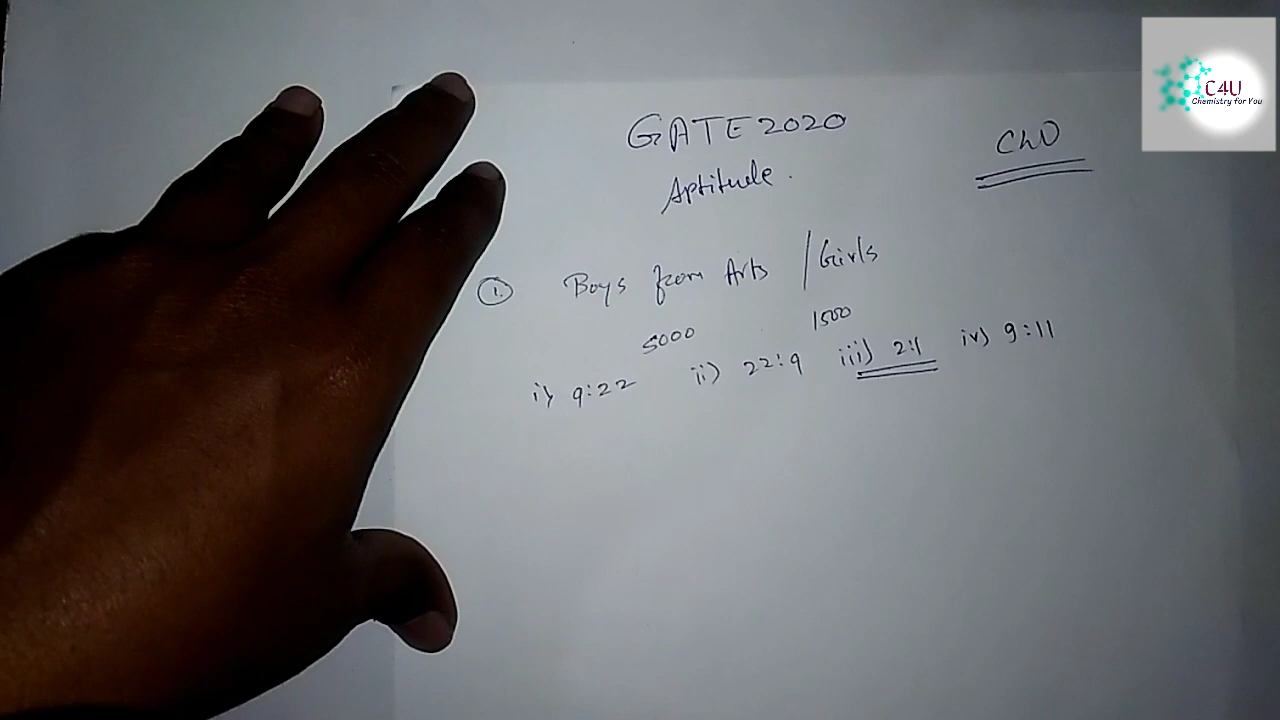 C4U
Chemistry for You
GATE 2020
Aptitude.
1. Boys from Arts / Girls
5000 1500
i) 9:22 ii) 22:9 iii) 2:1 iv) 9:11